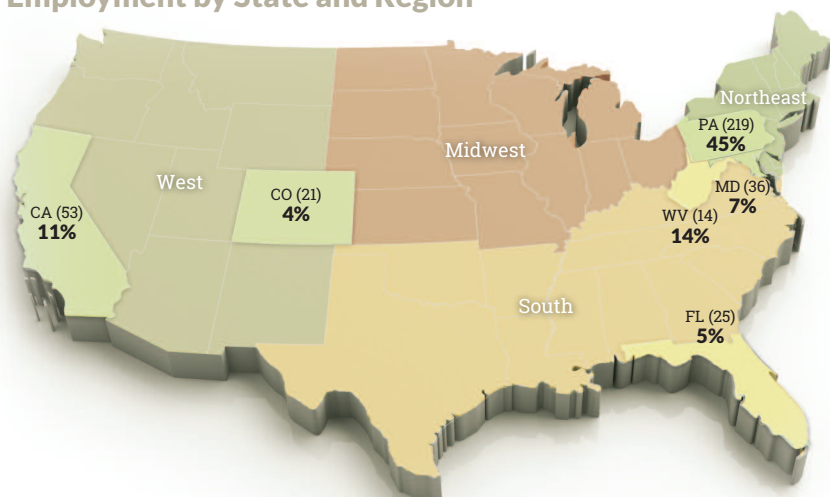 Employment by State and Region
Northeast
PA (219)
45%
Midwest
West
CO (21)
4%
MD (36)
7%
CA (53)
11%
WV (14)
14%
South
FL (25)
5%